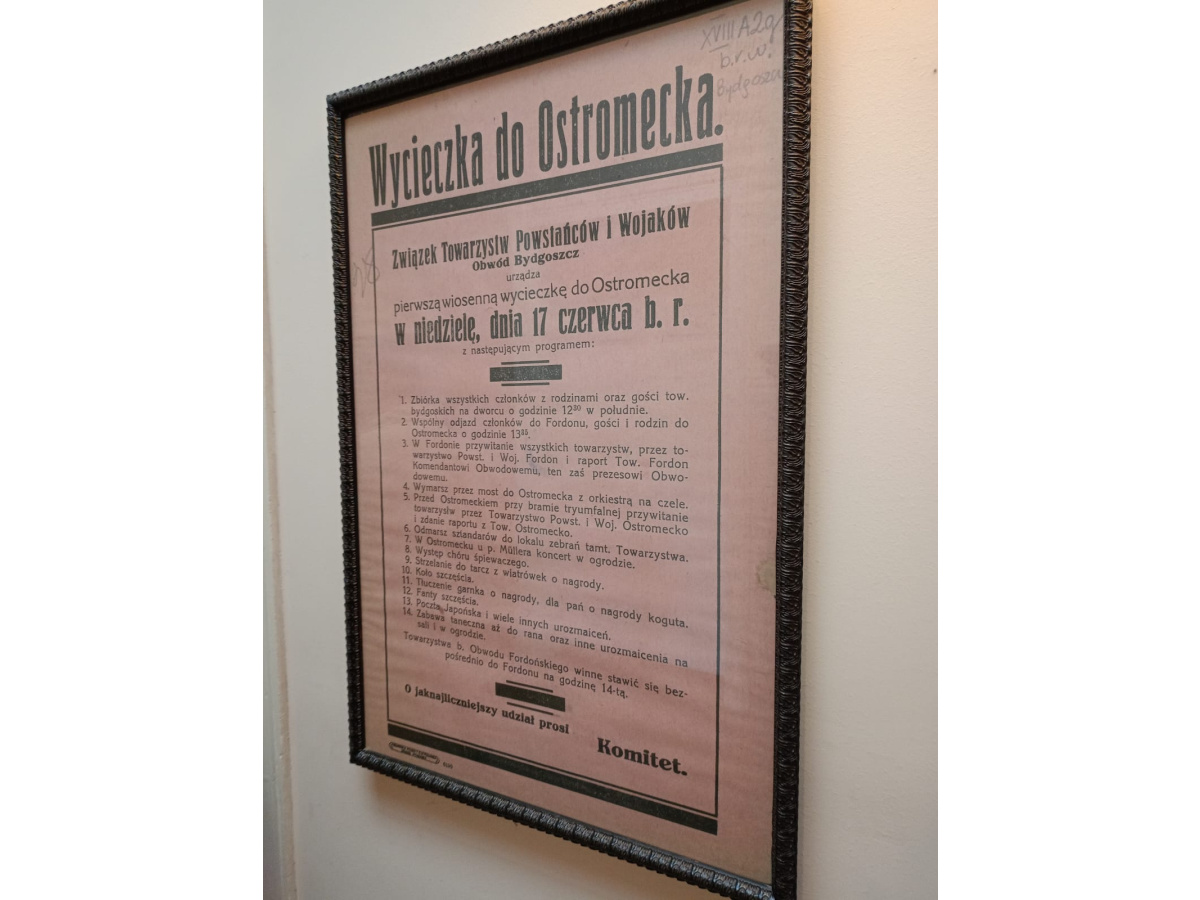 XVIII A2g
b.r.w.
Bydgoszcz
Wycieczka do Ostromecka.
Związek Towarzystw Powstańców i Wojaków
Obwód Bydgoszcz
urządza
pierwszą wiosenną wycieczkę do Ostromecka
w niedzielę, dnia 17 czerwca b. r.
z następującym programem:
1. Zbiórka wszystkich członków z rodzinami oraz gości tow.
bydgoskich na dworcu o godzinie 12³⁰ w południe.
2. Wspólny odjazd członków do Fordonu, gości i rodzin do
Ostromecka o godzinie 13³⁵.
3. W Fordonie przywitanie wszystkich towarzystw, przez to-
warzystwo Powst. i Woj. Fordon i raport Tow. Fordon
Komendantowi Obwodowemu, ten zaś prezesowi Obwo-
dowemu.
4. Wymarsz przez most do Ostromecka z orkiestrą na czele.
5. Przed Ostromeckiem przy bramie tryumfalnej przywitanie
towarzystw przez Towarzystwo Powst. i Woj. Ostromecko
i zdanie raportu z Tow. Ostromecko.
6. Odmarsz sztandarów do lokalu zebrań tamt. Towarzystwa.
7. W Ostromecku u p. Müllera koncert w ogrodzie.
8. Występ chóru śpiewaczego.
9. Strzelanie do tarcz z wiatrówek o nagrody.
10. Koło szczęścia.
11. Tłuczenie garnka o nagrody, dla pań o nagrody koguta.
12. Fanty szczęścia.
13. Poczta Japońska i wiele innych urozmaiceń.
14. Zabawa taneczna aż do rana oraz inne urozmaicenia na
sali i w ogrodzie.
Towarzystwa b. Obwodu Fordońskiego winne stawić się bez-
pośrednio do Fordonu na godzinę 14-tą.
O jaknajliczniejszy udział prosi
Komitet.